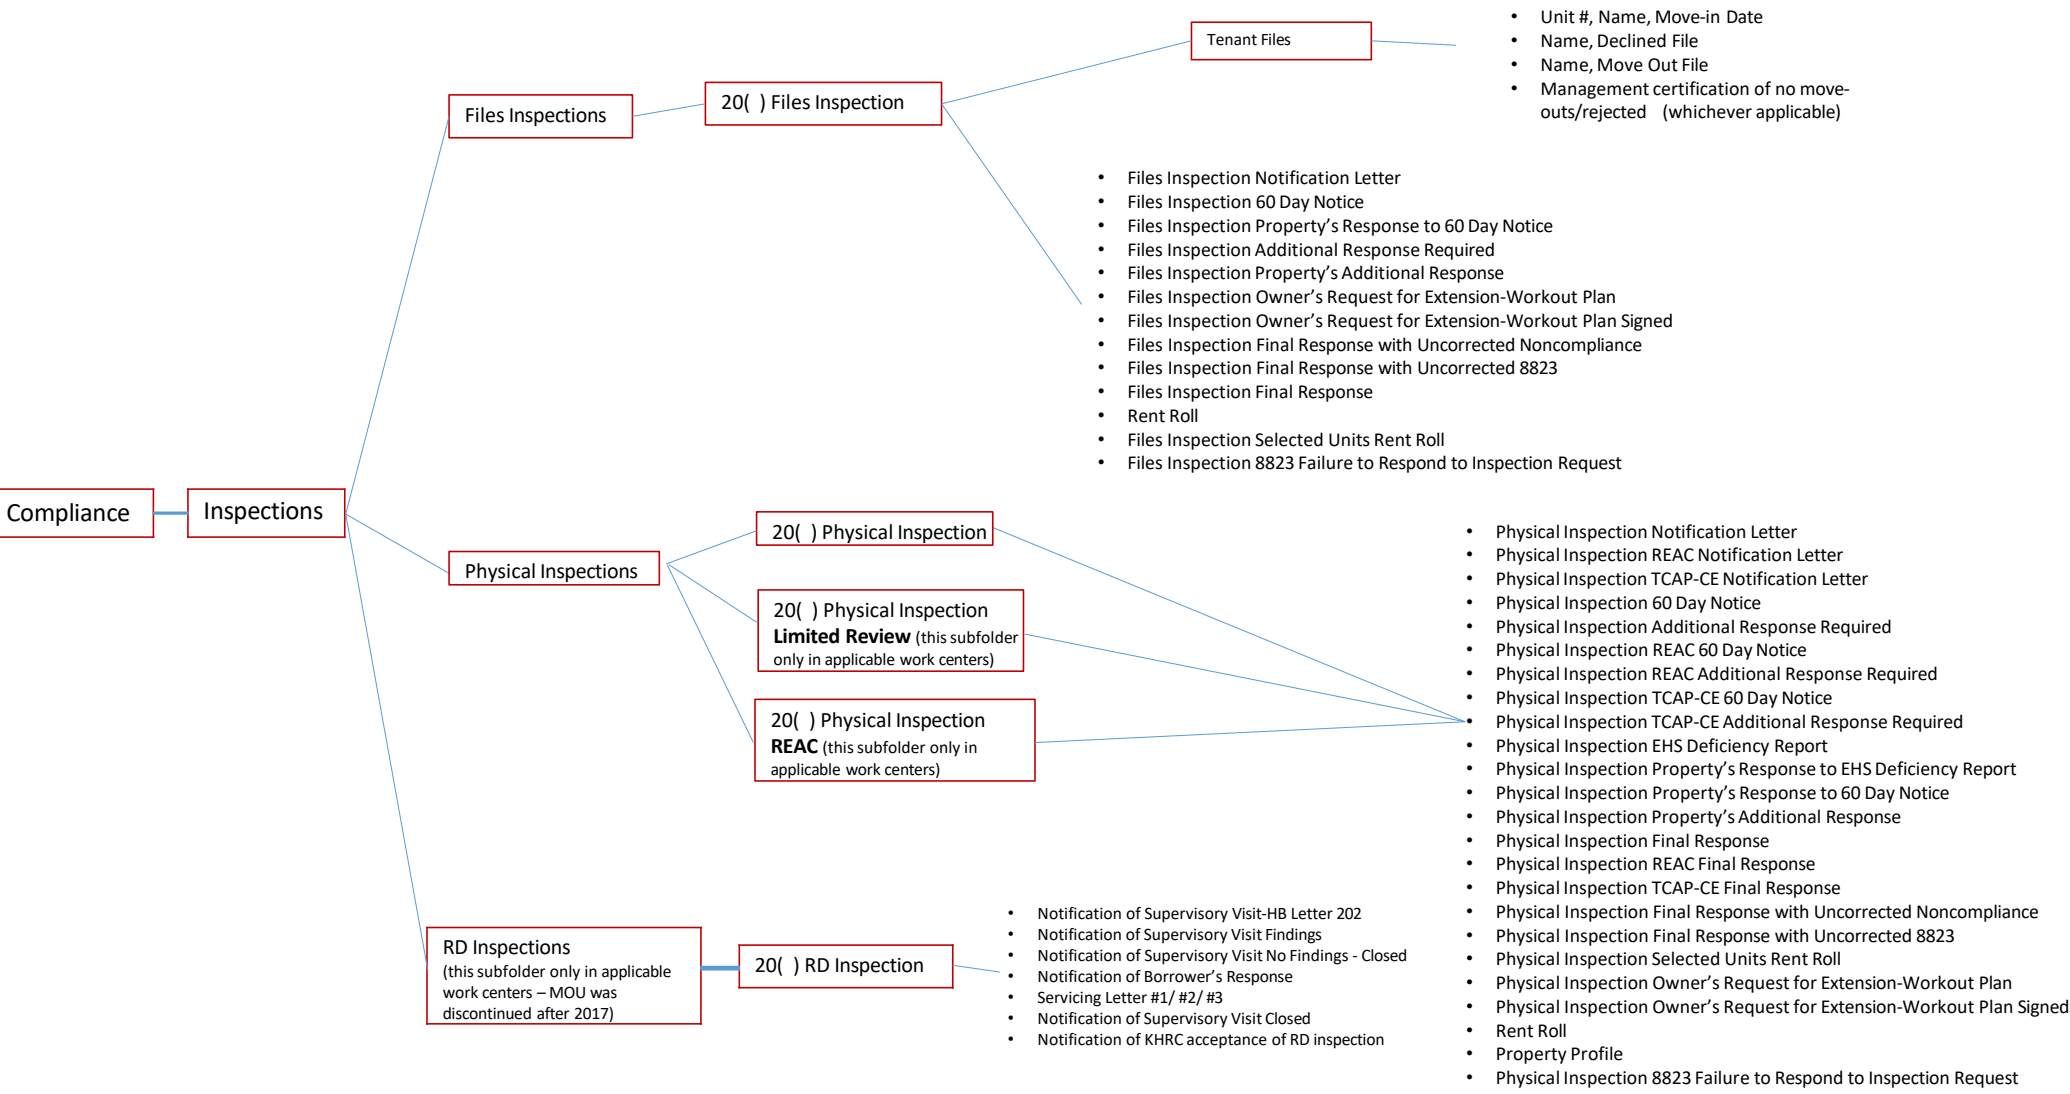 Compliance
Inspections
Files Inspections
20(  ) Files Inspection
Tenant Files
• Unit #, Name, Move-in Date
• Name, Declined File
• Name, Move Out File
• Management certification of no move-
outs/rejected (whichever applicable)
• Files Inspection Notification Letter
• Files Inspection 60 Day Notice
• Files Inspection Property’s Response to 60 Day Notice
• Files Inspection Additional Response Required
• Files Inspection Property’s Additional Response
• Files Inspection Owner’s Request for Extension-Workout Plan
• Files Inspection Owner’s Request for Extension-Workout Plan Signed
• Files Inspection Final Response with Uncorrected Noncompliance
• Files Inspection Final Response with Uncorrected 8823
• Files Inspection Final Response
• Rent Roll
• Files Inspection Selected Units Rent Roll
• Files Inspection 8823 Failure to Respond to Inspection Request
Physical Inspections
20(  ) Physical Inspection
20(  ) Physical Inspection
Limited Review (this subfolder
only in applicable work centers)
20(  ) Physical Inspection
REAC (this subfolder only in
applicable work centers)
• Physical Inspection Notification Letter
• Physical Inspection REAC Notification Letter
• Physical Inspection TCAP-CE Notification Letter
• Physical Inspection 60 Day Notice
• Physical Inspection Additional Response Required
• Physical Inspection REAC 60 Day Notice
• Physical Inspection REAC Additional Response Required
• Physical Inspection TCAP-CE 60 Day Notice
• Physical Inspection TCAP-CE Additional Response Required
• Physical Inspection EHS Deficiency Report
• Physical Inspection Property’s Response to EHS Deficiency Report
• Physical Inspection Property’s Response to 60 Day Notice
• Physical Inspection Property’s Additional Response
• Physical Inspection Final Response
• Physical Inspection REAC Final Response
• Physical Inspection TCAP-CE Final Response
• Physical Inspection Final Response with Uncorrected Noncompliance
• Physical Inspection Final Response with Uncorrected 8823
• Physical Inspection Selected Units Rent Roll
• Physical Inspection Owner’s Request for Extension-Workout Plan
• Physical Inspection Owner’s Request for Extension-Workout Plan Signed
• Rent Roll
• Property Profile
• Physical Inspection 8823 Failure to Respond to Inspection Request
RD Inspections
(this subfolder only in applicable
work centers – MOU was
discontinued after 2017)
20(  ) RD Inspection
• Notification of Supervisory Visit-HB Letter 202
• Notification of Supervisory Visit Findings
• Notification of Supervisory Visit No Findings - Closed
• Notification of Borrower’s Response
• Servicing Letter #1/ #2/ #3
• Notification of Supervisory Visit Closed
• Notification of KHRC acceptance of RD inspection